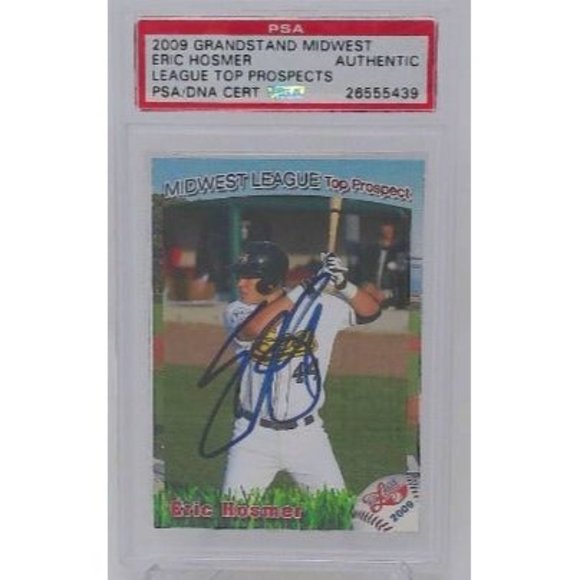 PSA
2009 GRANDSTAND MIDWEST
ERIC HOSMER AUTHENTIC
LEAGUE TOP PROSPECTS
PSA/DNA CERT 26555439
MIDWEST LEAGUE Top Prospect
44
Eric Hosmer
2009